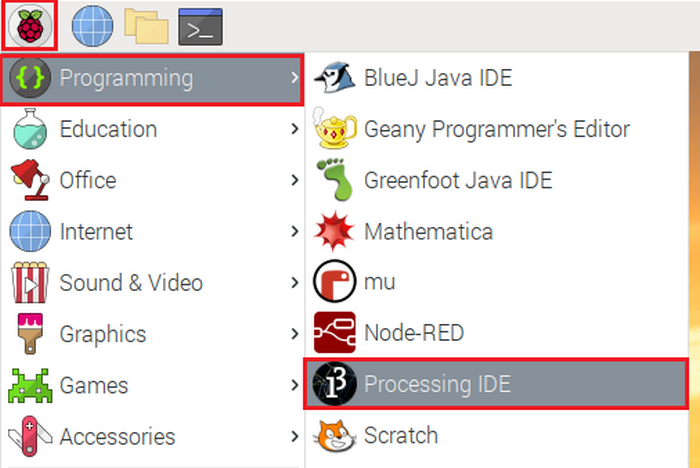 Programming
Education
Office
Internet
Sound & Video
Graphics
Games
Accessories
BlueJ Java IDE
Geany Programmer's Editor
Greenfoot Java IDE
Mathematica
mu
Node-RED
Processing IDE
Scratch